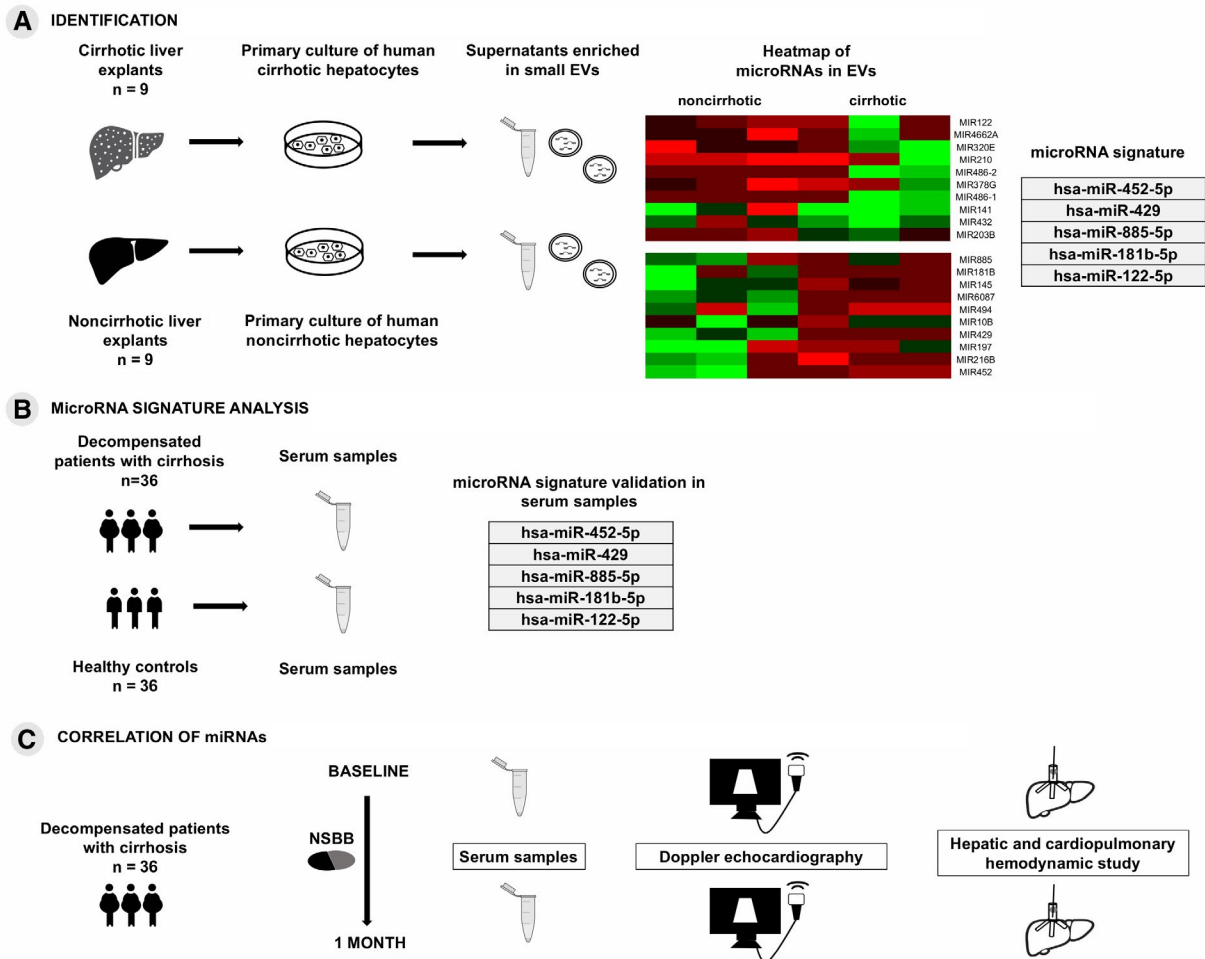 A IDENTIFICATION
Cirrhotic liver
explants
n = 9
Primary culture of human
cirrhotic hepatocytes
Supernatants enriched
in small EVs
Heatmap of
microRNAs in EVs
noncirrhotic
cirrhotic
MIR122
MIR4662A
MIR320E
MIR210
MIR486-2
MIR378G
MIR486-1
MIR141
MIR432
MIR203B
MIR885
MIR181B
MIR145
MIR6087
MIR494
MIR10B
MIR429
MIR197
MIR216B
MIR452
microRNA signature
hsa-miR-452-5p
hsa-miR-429
hsa-miR-885-5p
hsa-miR-181b-5p
hsa-miR-122-5p
Noncirrhotic liver
explants
n = 9
Primary culture of human
noncirrhotic hepatocytes
B MicroRNA SIGNATURE ANALYSIS
Decompensated
patients with cirrhosis
n=36
Serum samples
microRNA signature validation in
serum samples
hsa-miR-452-5p
hsa-miR-429
hsa-miR-885-5p
hsa-miR-181b-5p
hsa-miR-122-5p
Healthy controls
n = 36
Serum samples
C CORRELATION OF miRNAs
Decompensated patients
with cirrhosis
n = 36
BASELINE
NSBB
1 MONTH
Serum samples
Doppler echocardiography
Hepatic and cardiopulmonary
hemodynamic study